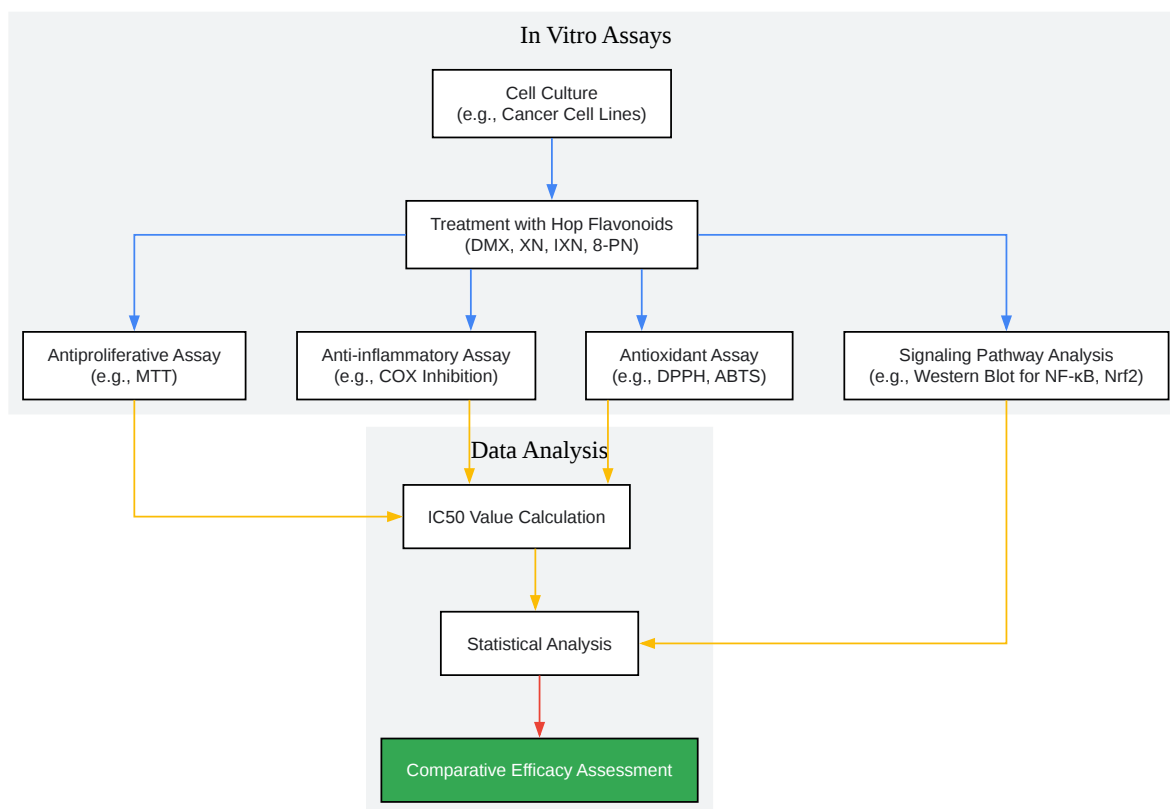 In Vitro Assays
Cell Culture
(e.g., Cancer Cell Lines)
Treatment with Hop Flavonoids
(DMX, XN, IXN, 8-PN)
Antiproliferative Assay
(e.g., MTT)
Anti-inflammatory Assay
(e.g., COX Inhibition)
Antioxidant Assay
(e.g., DPPH, ABTS)
Signaling Pathway Analysis
(e.g., Western Blot for NF-κB, Nrf2)
Data Analysis
IC50 Value Calculation
Statistical Analysis
Comparative Efficacy Assessment